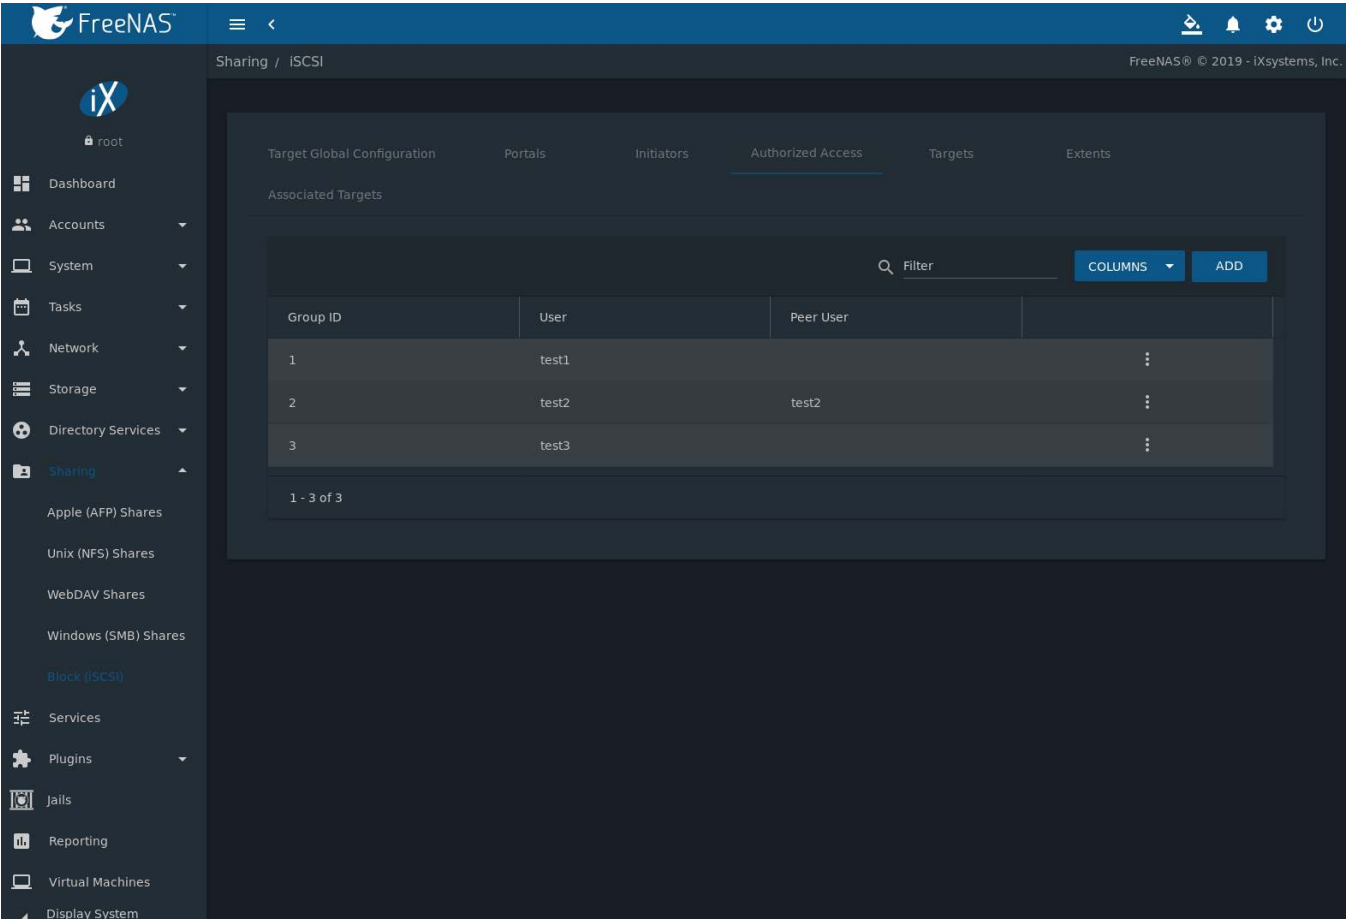 FreeNAS
Sharing / iSCSI
FreeNAS® © 2019 - iXsystems, Inc.
iX
root
Dashboard
Accounts
System
Tasks
Network
Storage
Directory Services
Sharing
Apple (AFP) Shares
Unix (NFS) Shares
WebDAV Shares
Windows (SMB) Shares
Block (iSCSI)
Services
Plugins
Jails
Reporting
Virtual Machines
Display System
Target Global Configuration Portals Initiators Authorized Access Targets Extents
Associated Targets
Filter COLUMNS ADD
Group ID User Peer User
1 test1
2 test2 test2
3 test3
1 - 3 of 3